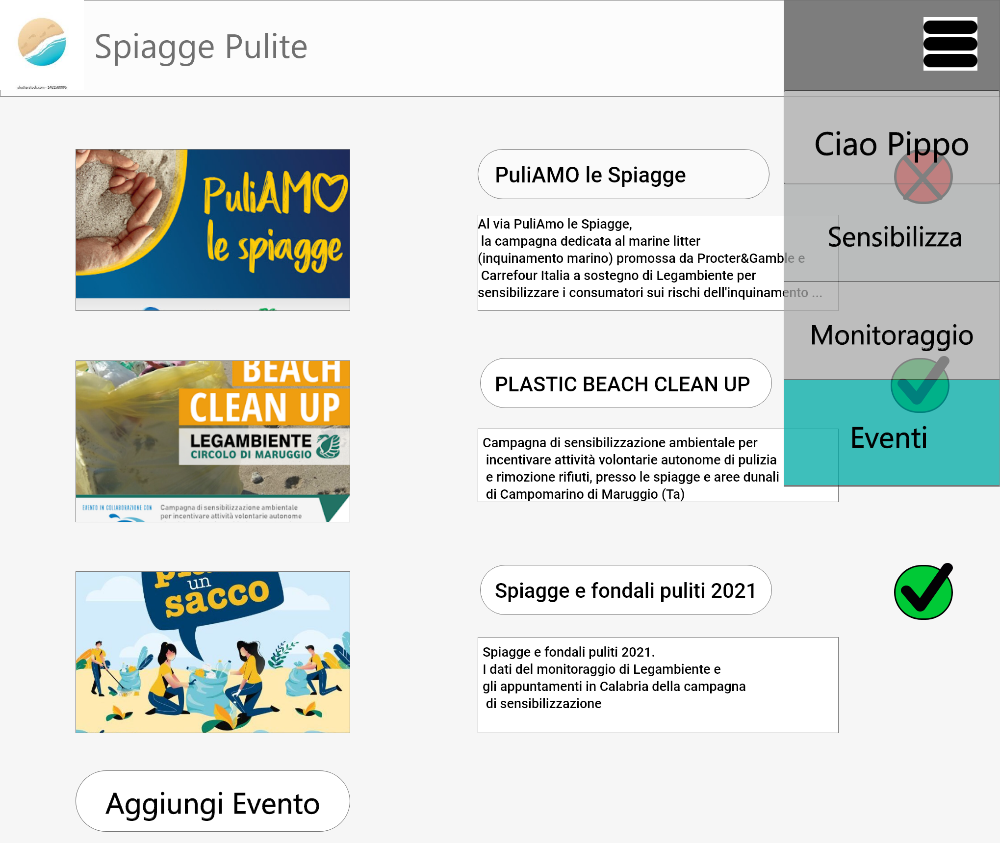 shutterstock.com · 1481580095
Spiagge Pulite
Ciao Pippo
Sensibilizza
Monitoraggio
Eventi
PuliAMO
le spiagge
PuliAMO le Spiagge
Al via PuliAmo le Spiagge,
la campagna dedicata al marine litter
(inquinamento marino) promossa da Procter&Gamble e
Carrefour Italia a sostegno di Legambiente per
sensibilizzare i consumatori sui rischi dell'inquinamento ...
BEACH
CLEAN UP
LEGAMBIENTE
CIRCOLO DI MARUGGIO
EVENTO IN COLLABORAZIONE CON
Campagna di sensibilizzazione ambientale
per incentivare attività volontarie autonome
PLASTIC BEACH CLEAN UP
Campagna di sensibilizzazione ambientale per
incentivare attività volontarie autonome di pulizia
e rimozione rifiuti, presso le spiagge e aree dunali
di Campomarino di Maruggio (Ta)
un
sacco
Spiagge e fondali puliti 2021
Spiagge e fondali puliti 2021.
I dati del monitoraggio di Legambiente e
gli appuntamenti in Calabria della campagna
di sensibilizzazione
Aggiungi Evento